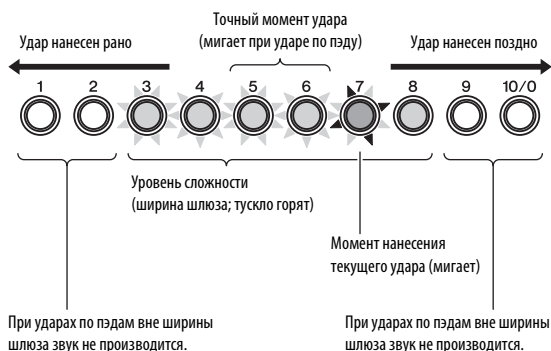 Точный момент удара
(мигает при ударе по пэду)
Удар нанесен рано
Удар нанесен поздно
1 2 3 4 5 6 7 8 9 10/0
Уровень сложности
(ширина шлюза; тускло горят)
Момент нанесения
текущего удара (мигает)
При ударах по пэдам вне ширины
шлюза звук не производится.
При ударах по пэдам вне ширины
шлюза звук не производится.